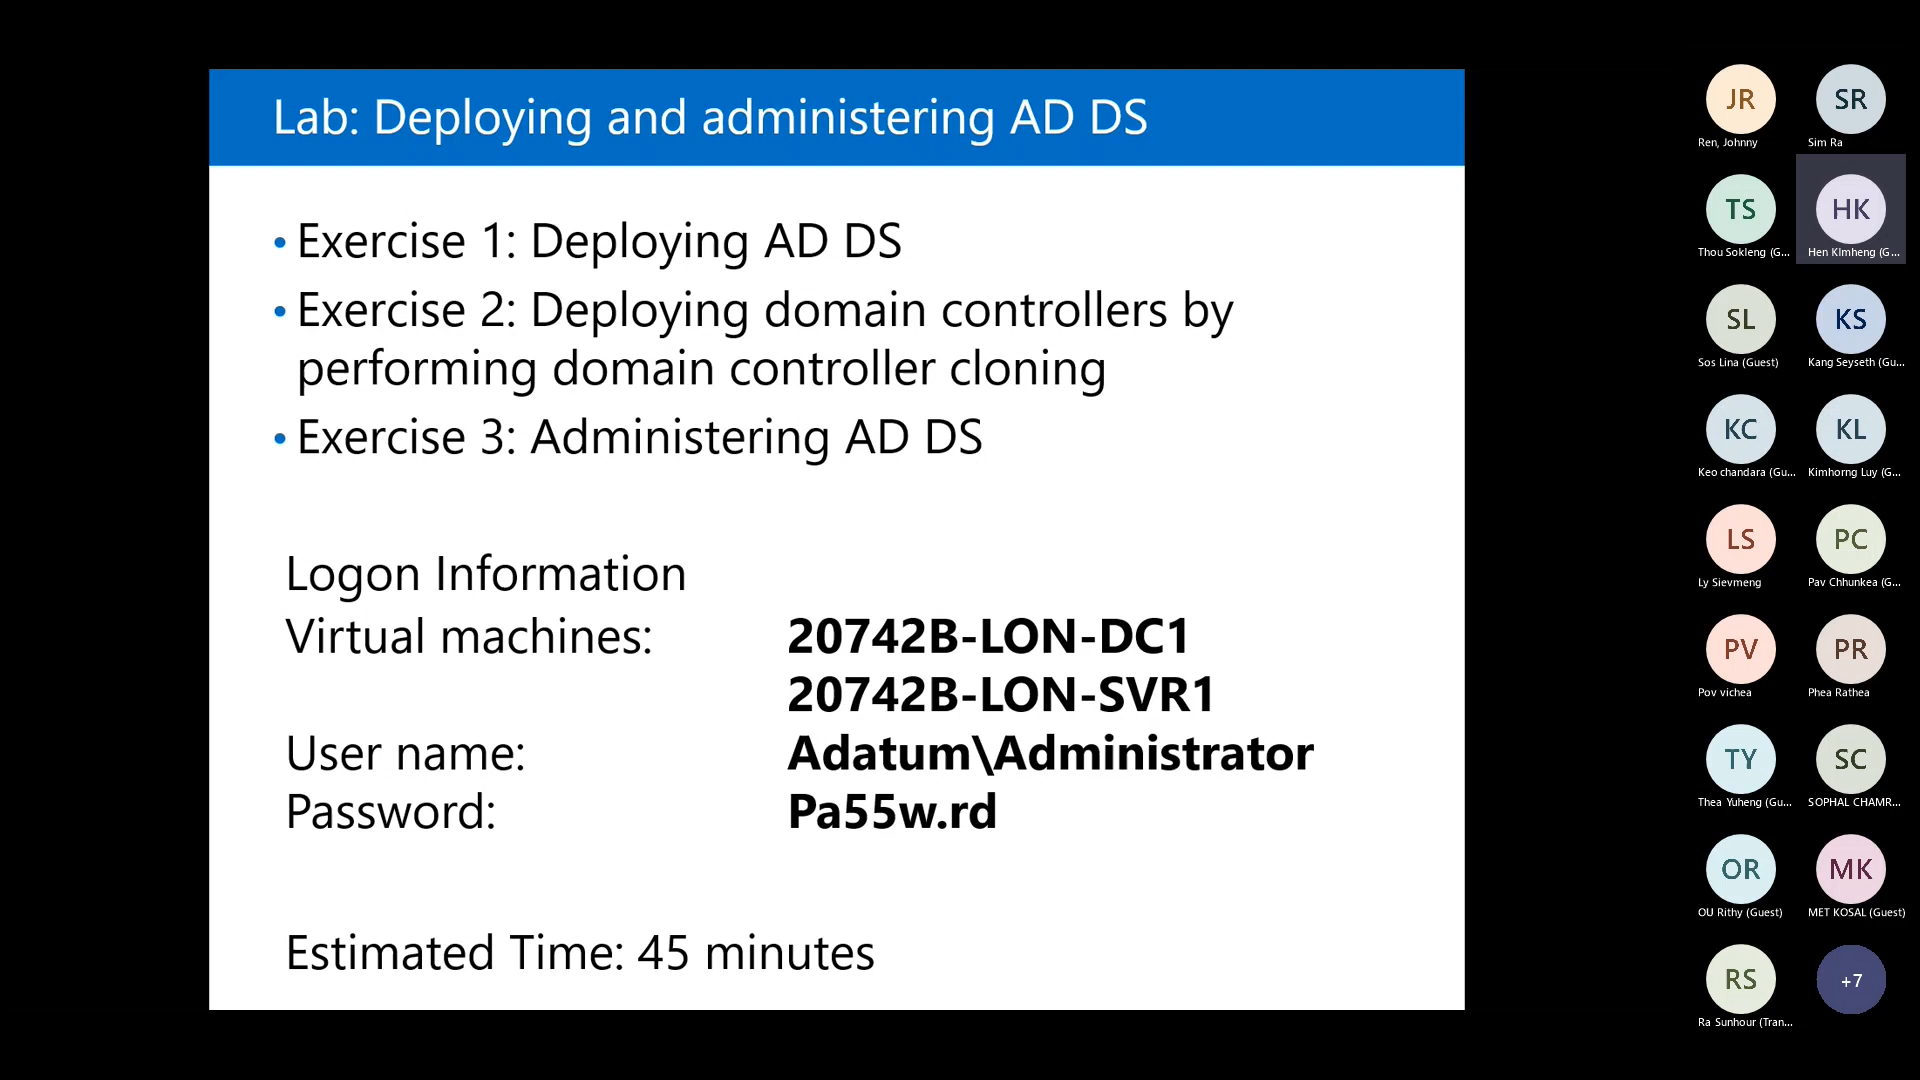 Lab: Deploying and administering AD DS
• Exercise 1: Deploying AD DS
• Exercise 2: Deploying domain controllers by
performing domain controller cloning
• Exercise 3: Administering AD DS
Logon Information
Virtual machines: 20742B-LON-DC1
20742B-LON-SVR1
User name: Adatum\Administrator
Password: Pa55w.rd
Estimated Time: 45 minutes
JR SR
Ren, Johnny Sim Ra
TS HK
Thou Sokleng (G... Hen KImheng (G...
SL KS
Sos Lina (Guest) Kang Seyseth (Gu...
KC KL
Keo chandara (Gu... Kimhorng Luy (G...
LS PC
Ly Sievmeng Pav Chhunkea (G...
PV PR
Pov vichea Phea Rathea
TY SC
Thea Yuheng (Gu... SOPHAL CHAMR...
OR MK
OU Rithy (Guest) MET KOSAL (Guest)
RS +7
Ra Sunhour (Tran...